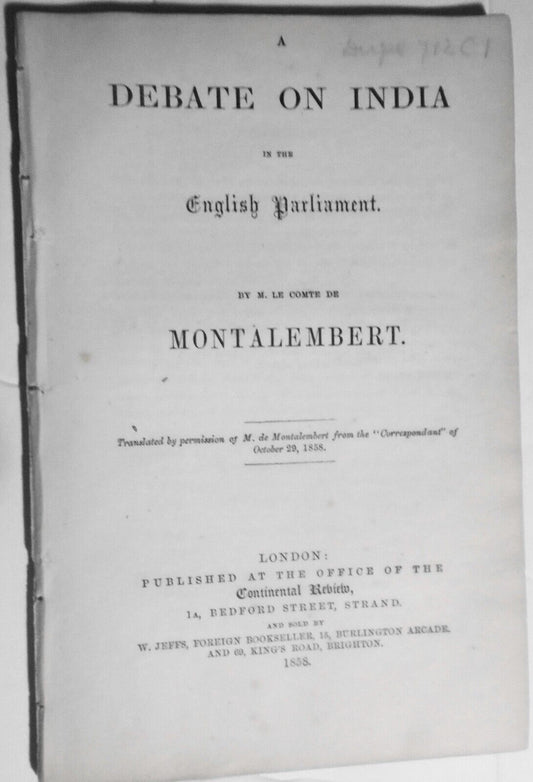 A
DEBATE ON INDIA
IN THE
English Parliament.
BY M. LE COMTE DE
MONTALEMBERT.
Translated by permission of M. de Montalembert from the "Correspondant" of
October 29, 1858.
LONDON:
PUBLISHED AT THE OFFICE OF THE
Continental Review,
1A, BEDFORD STREET, STRAND.
AND SOLD BY
W. JEFFS, FOREIGN BOOKSELLER, 15, BURLINGTON ARCADE,
AND 69, KING'S ROAD, BRIGHTON.
1858.